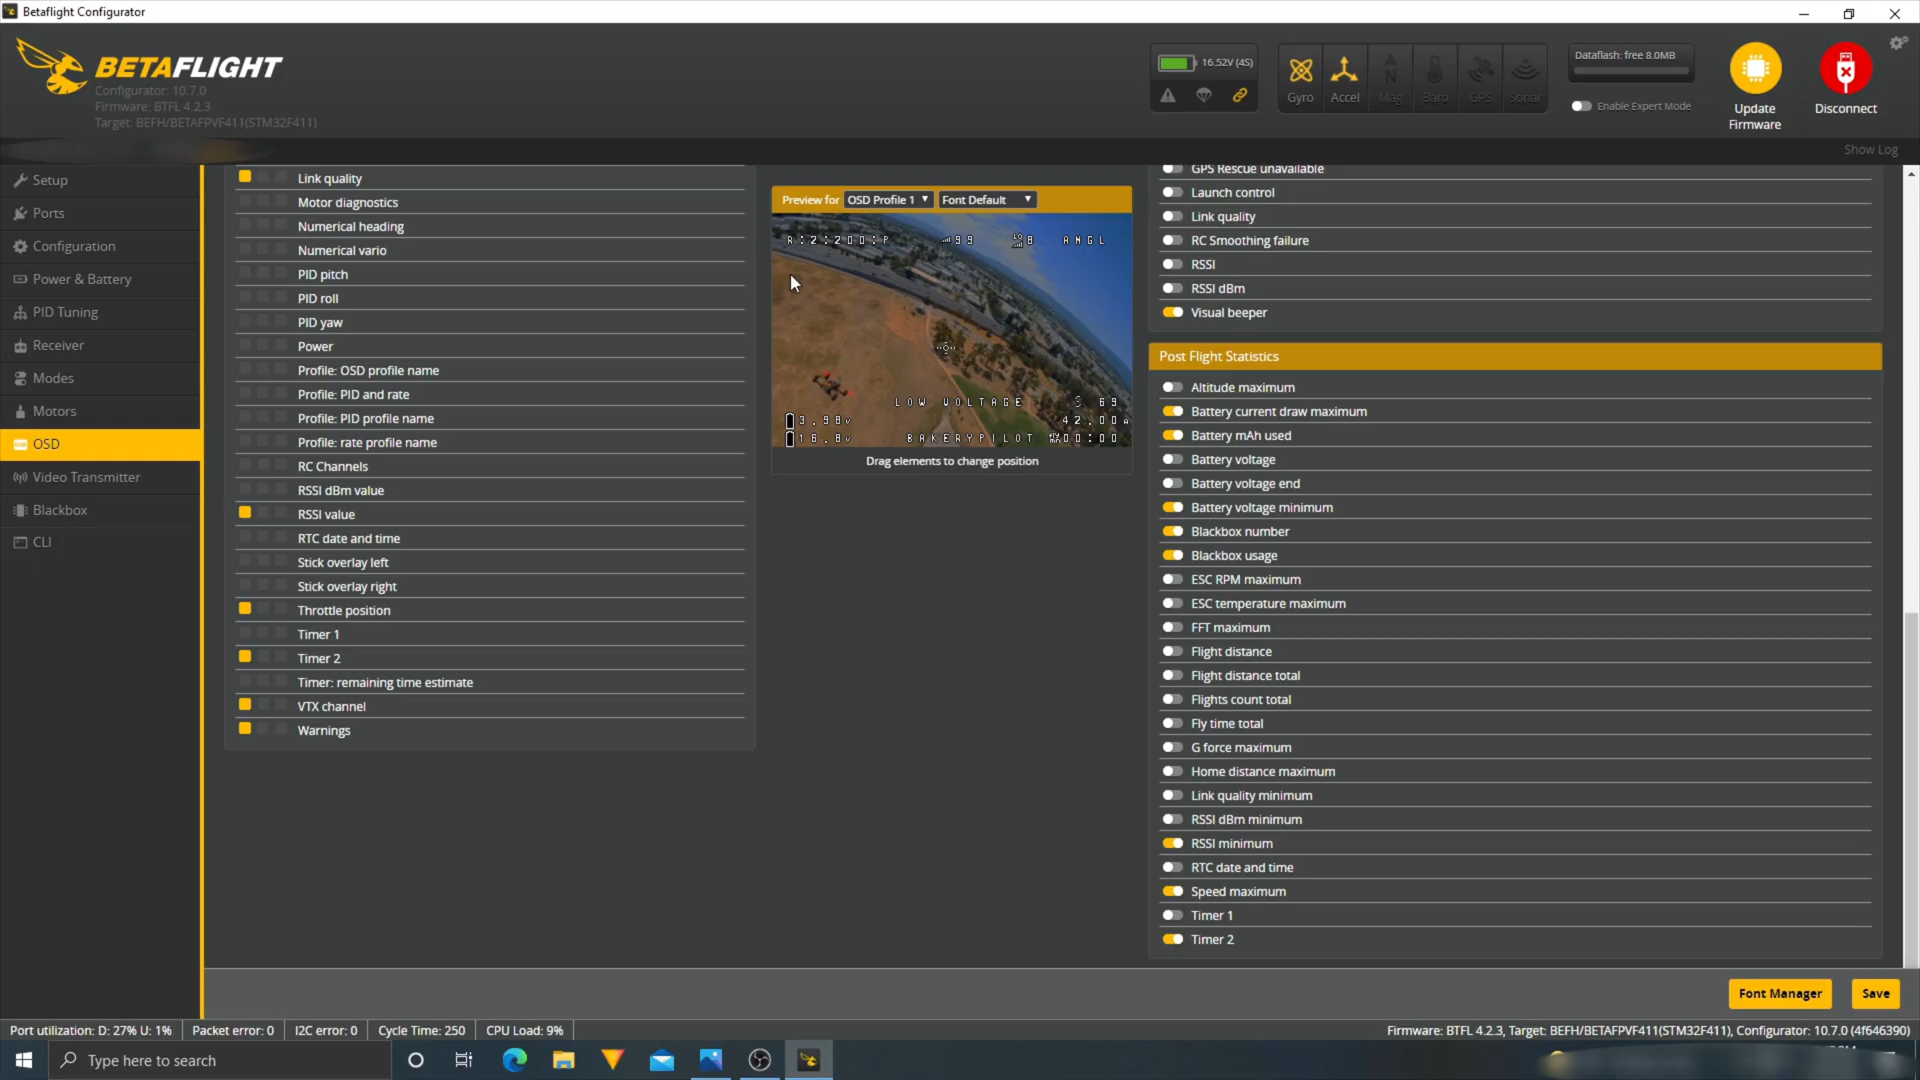 Betaflight Configurator
BETAFLIGHT
Configurator: 10.7.0
Firmware: BTFL 4.2.3
Target: BEFH/BETAFPVF411(STM32F411)
16.52V (4S)
Gyro
Accel
Mag
Baro
GPS
Sonar
Dataflash: free 8.0MB
Enable Expert Mode
Update
Firmware
Disconnect
Show Log
Setup
Ports
Configuration
Power & Battery
PID Tuning
Receiver
Modes
Motors
OSD
Video Transmitter
Blackbox
CLI
Link quality
Motor diagnostics
Numerical heading
Numerical vario
PID pitch
PID roll
PID yaw
Power
Profile: OSD profile name
Profile: PID and rate
Profile: PID profile name
Profile: rate profile name
RC Channels
RSSI dBm value
RSSI value
RTC date and time
Stick overlay left
Stick overlay right
Throttle position
Timer 1
Timer 2
Timer: remaining time estimate
VTX channel
Warnings
Preview for OSD Profile 1 Font Default
R:2:200:P 99 8 ANGL
LOW VOLTAGE 69
3.98V 42.00A
16.8V BAKERYPILOT 00:00
Drag elements to change position
GPS Rescue unavailable
Launch control
Link quality
RC Smoothing failure
RSSI
RSSI dBm
Visual beeper
Post Flight Statistics
Altitude maximum
Battery current draw maximum
Battery mAh used
Battery voltage
Battery voltage end
Battery voltage minimum
Blackbox number
Blackbox usage
ESC RPM maximum
ESC temperature maximum
FFT maximum
Flight distance
Flight distance total
Flights count total
Fly time total
G force maximum
Home distance maximum
Link quality minimum
RSSI dBm minimum
RSSI minimum
RTC date and time
Speed maximum
Timer 1
Timer 2
Font Manager
Save
Port utilization: D: 27% U: 1%
Packet error: 0
I2C error: 0
Cycle Time: 250
CPU Load: 9%
Firmware: BTFL 4.2.3, Target: BEFH/BETAFPVF411(STM32F411), Configurator: 10.7.0 (4f646390)
Type here to search